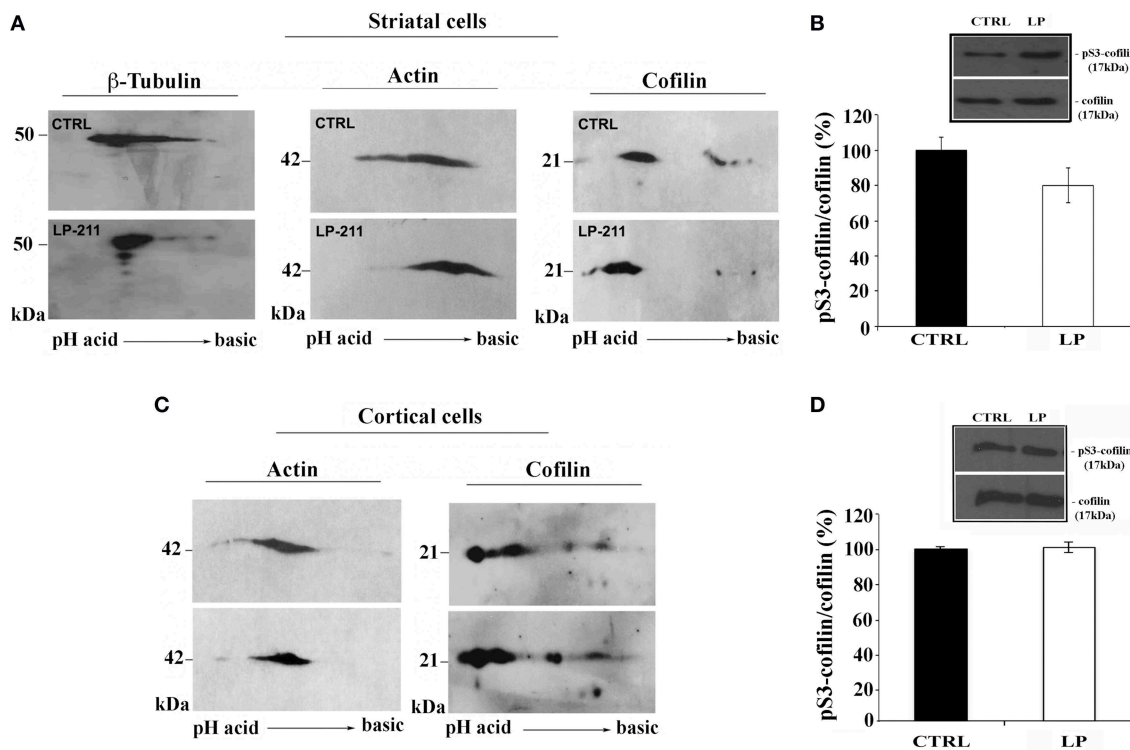 A
Striatal cells
β-Tubulin
Actin
Cofilin
CTRL
50
LP-211
50
kDa
pH acid basic
CTRL
42
LP-211
42
kDa
pH acid basic
CTRL
21
LP-211
21
kDa
pH acid basic
B
CTRL LP
- pS3-cofilin
(17kDa)
- cofilin
(17kDa)
pS3-cofilin/cofilin (%)
120
100
80
60
40
20
0
CTRL LP
C
Cortical cells
Actin
Cofilin
42
42
kDa
pH acid basic
21
21
kDa
pH acid basic
D
CTRL LP
- pS3-cofilin
(17kDa)
- cofilin
(17kDa)
pS3-cofilin/cofilin (%)
120
100
80
60
40
20
0
CTRL LP